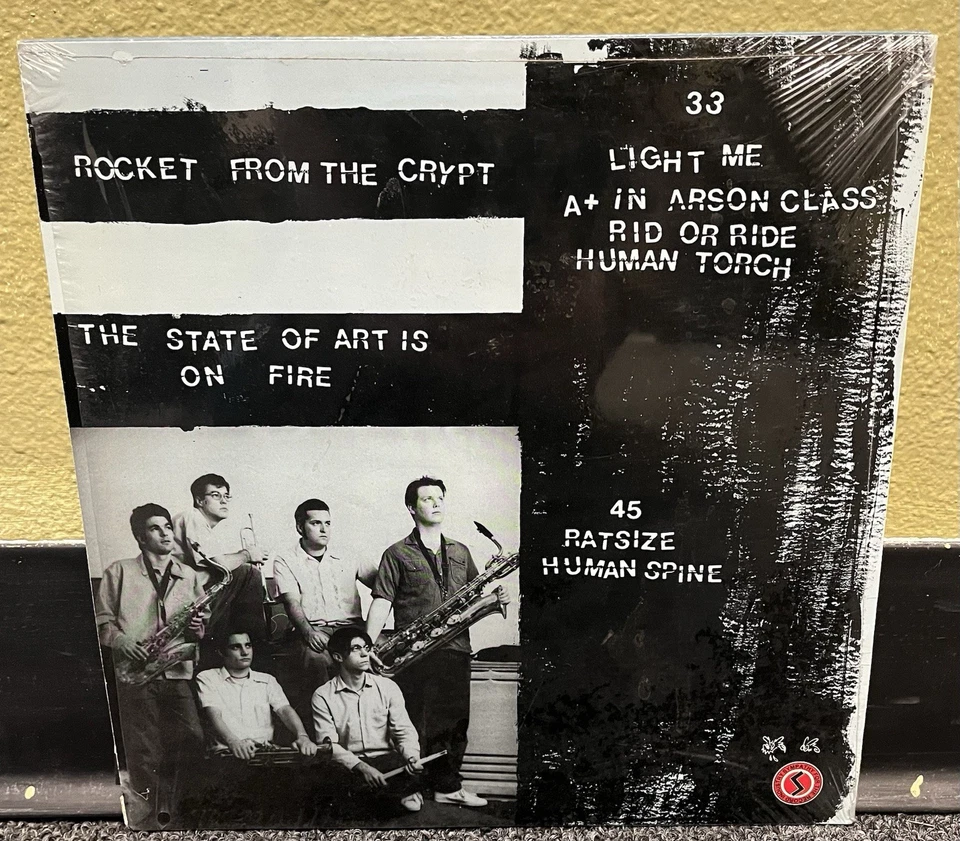 ROCKET FROM THE CRYPT
THE STATE OF ART IS
ON FIRE
33
LIGHT ME
A+ IN ARSON CLASS
RID OR RIDE
HUMAN TORCH
45
RATSIZE
HUMAN SPINE